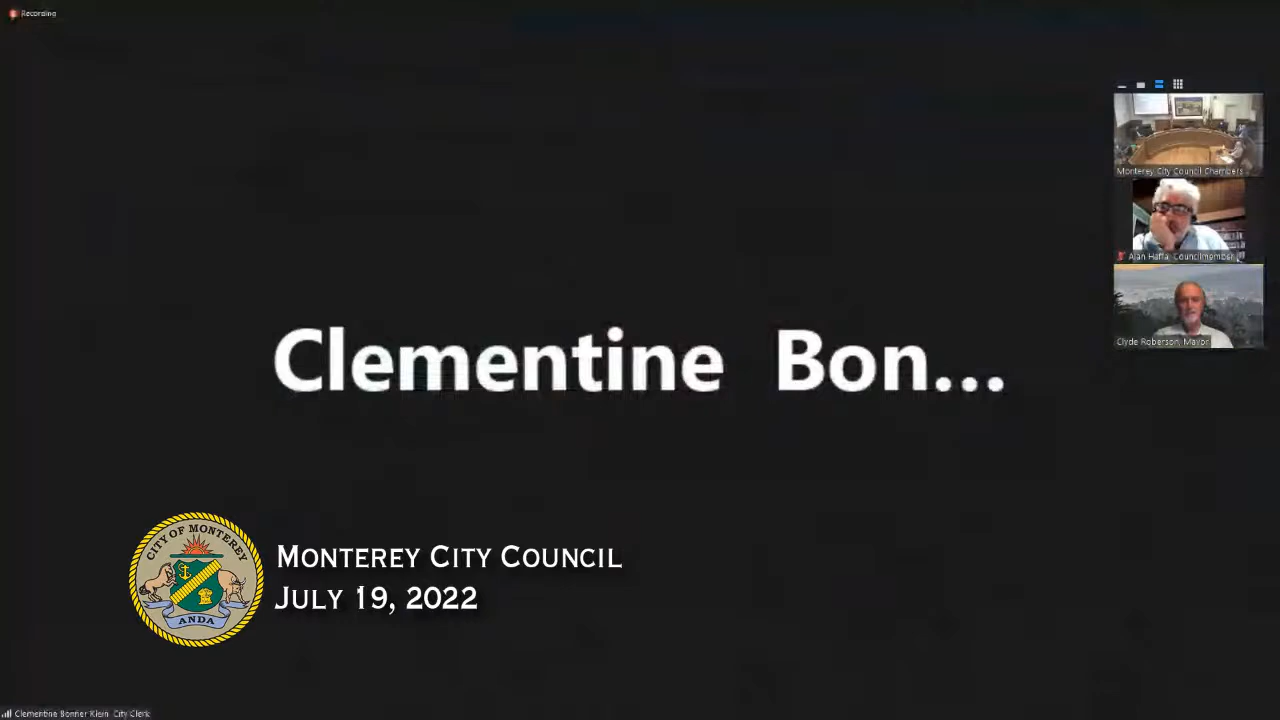 Recording
Monterey City Council Chambers
Alan Haffa, Councilmember
Clyde Roberson, Mayor
Clementine Bon...
CITY OF MONTEREY
ANDA
Monterey City Council
July 19, 2022
Clementine Bonner Klein, City Clerk